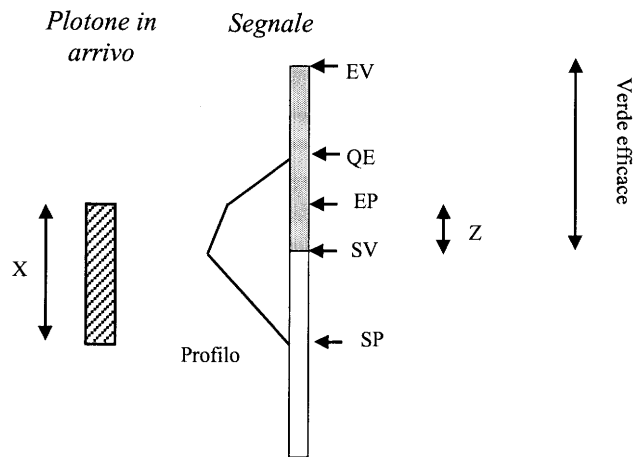 Plotone in
arrivo
Segnale
EV
Verde efficace
QE
EP
Z
X
SV
SP
Profilo